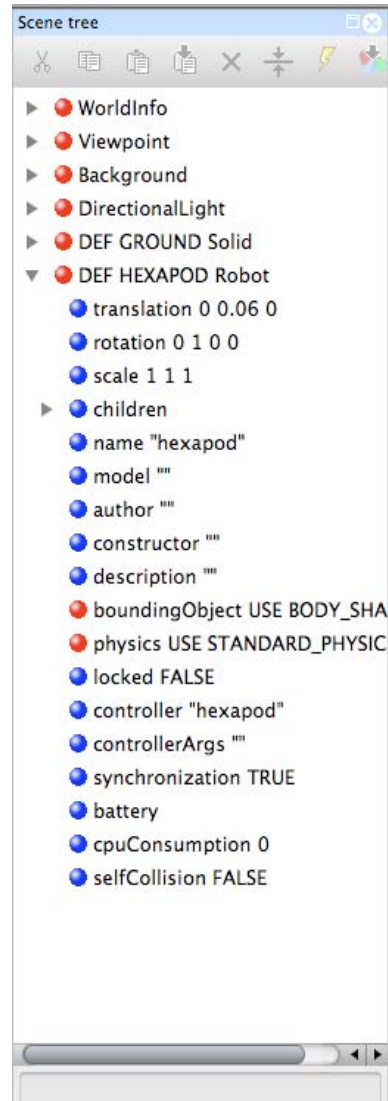 Scene tree
WorldInfo
Viewpoint
Background
DirectionalLight
DEF GROUND Solid
DEF HEXAPOD Robot
translation 0 0.06 0
rotation 0 1 0 0
scale 1 1 1
children
name "hexapod"
model ""
author ""
constructor ""
description ""
boundingObject USE BODY_SHA
physics USE STANDARD_PHYSIC
locked FALSE
controller "hexapod"
controllerArgs ""
synchronization TRUE
battery
cpuConsumption 0
selfCollision FALSE